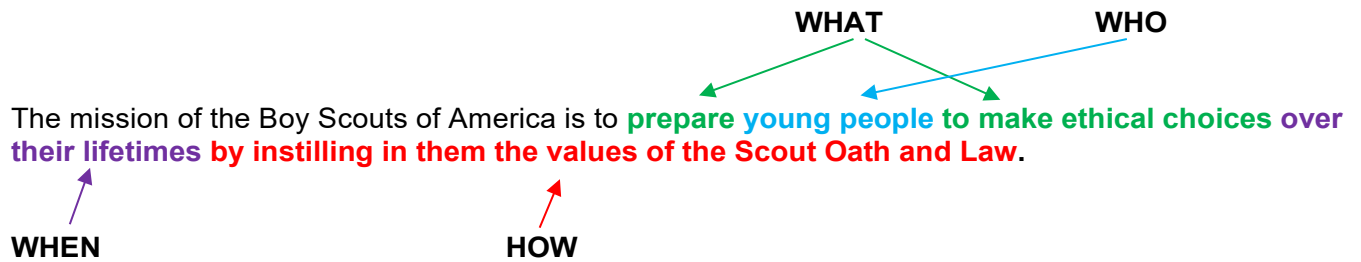 WHAT WHO
The mission of the Boy Scouts of America is to prepare young people to make ethical choices over
their lifetimes by instilling in them the values of the Scout Oath and Law.
WHEN HOW